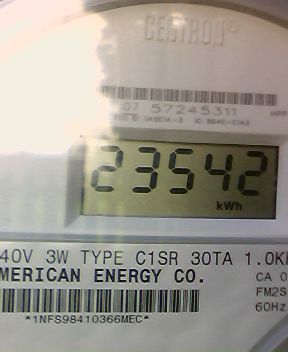 CENTRON®
07 57245311
23542
kWh
40V 3W TYPE C1SR 30TA 1.0K
MERICAN ENERGY CO.
CA 0
FM2S
60Hz
*1NFS98410366MEC*